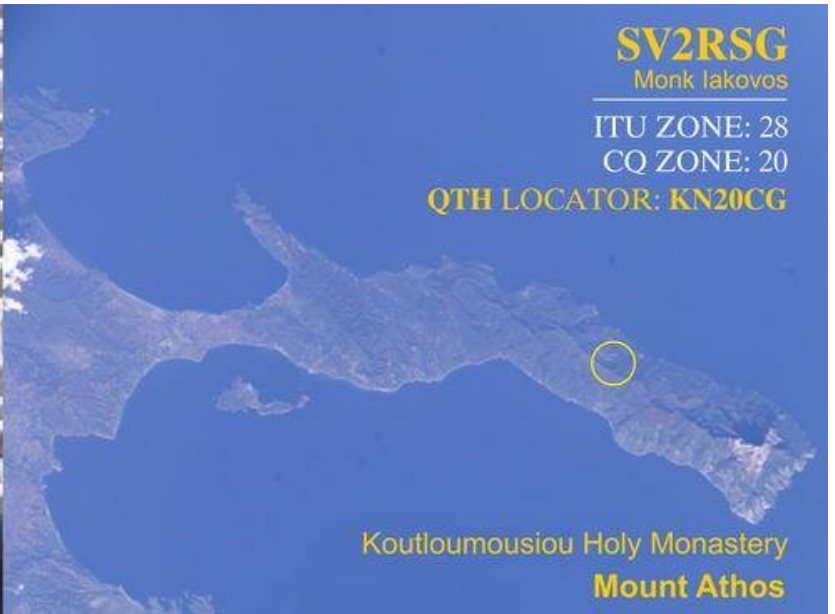 SV2RSG
Monk Iakovos
ITU ZONE: 28
CQ ZONE: 20
QTH LOCATOR: KN20CG
Koutloumousiou Holy Monastery
Mount Athos